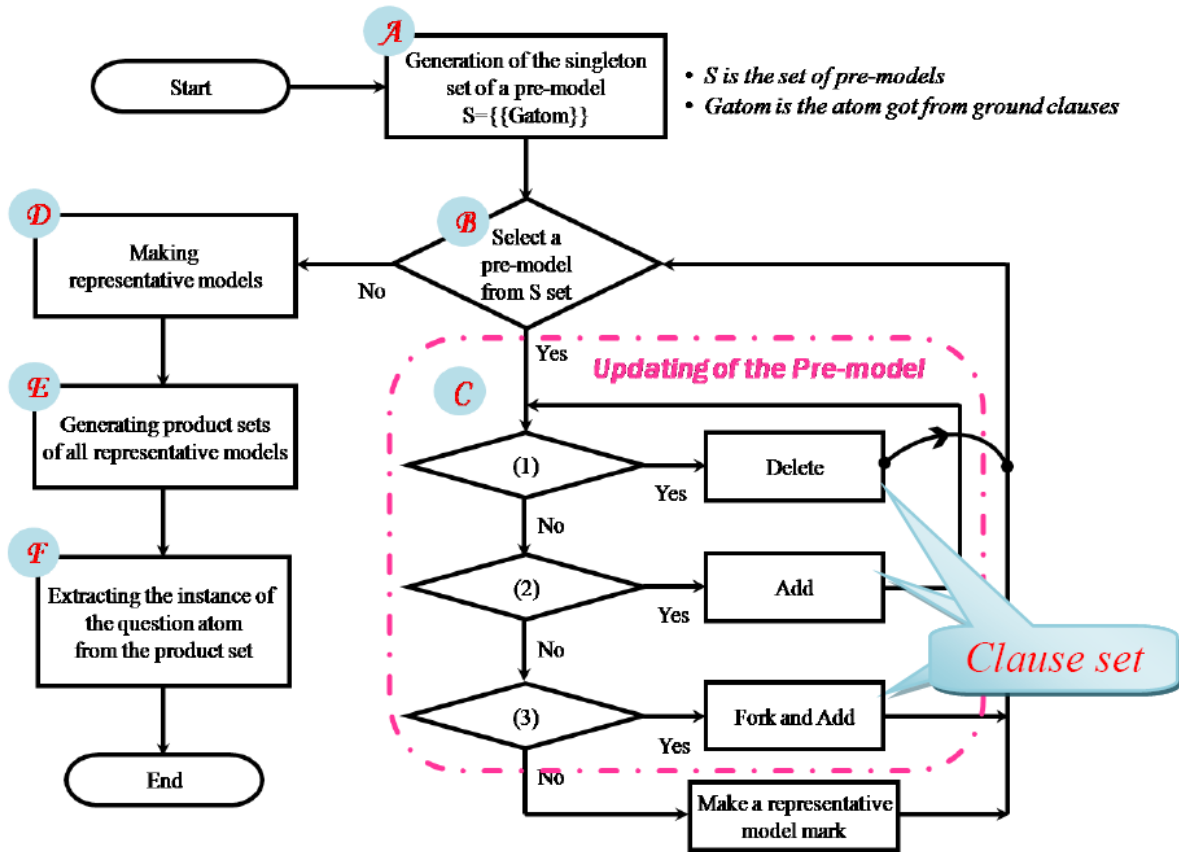 A
Generation of the singleton
set of a pre-model
S={{Gatom}}
Start
• S is the set of pre-models
• Gatom is the atom got from ground clauses
D
Making
representative models
B
Select a
pre-model
from S set
No
Yes
Updating of the Pre-model
C
E
Generating product sets
of all representative models
(1)
Yes
Delete
No
F
Extracting the instance of
the question atom
from the product set
(2)
Yes
Add
No
Clause set
(3)
Yes
Fork and Add
No
End
Make a representative
model mark